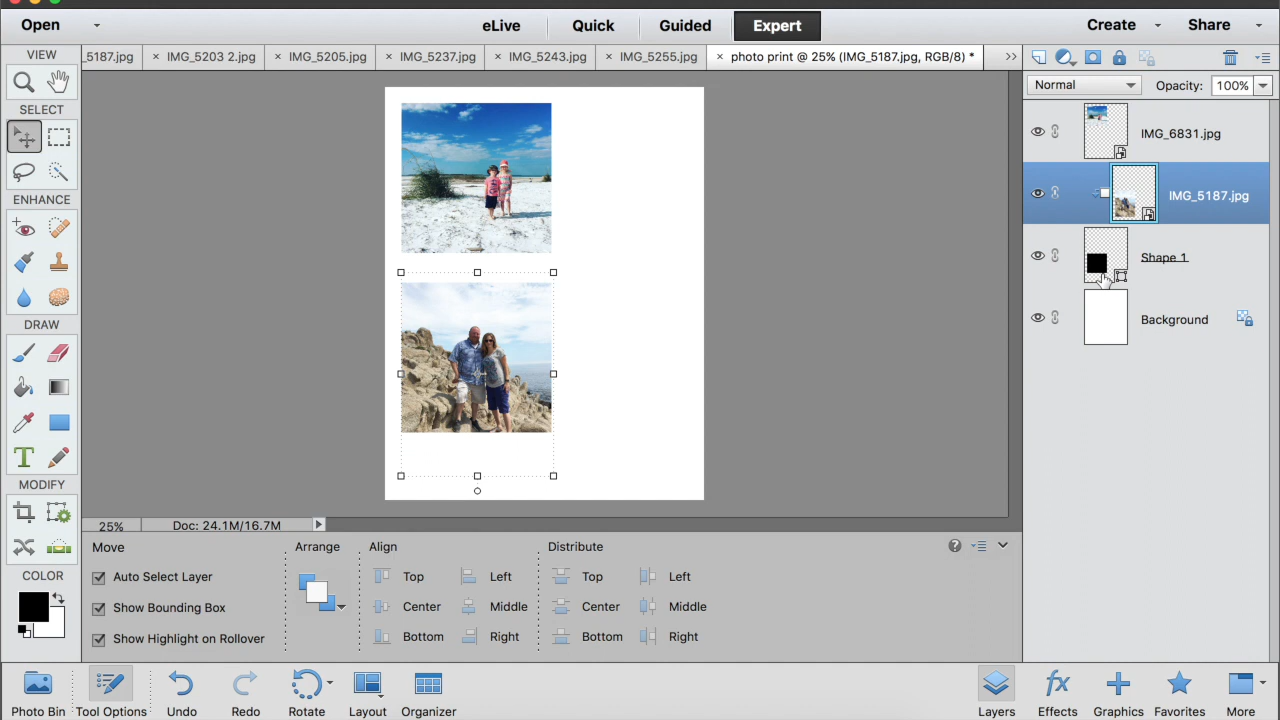 Open eLive Quick Guided Expert Create Share
VIEW 5187.jpg × IMG_5203 2.jpg × IMG_5205.jpg × IMG_5237.jpg × IMG_5243.jpg × IMG_5255.jpg × photo print @ 25% (IMG_5187.jpg, RGB/8) * >>
Normal Opacity: 100%
SELECT
IMG_6831.jpg
IMG_5187.jpg
ENHANCE
Shape 1
Background
DRAW
T
MODIFY
25% Doc: 24.1M/16.7M
Move Arrange Align Distribute
COLOR
Auto Select Layer Top Left Top Left
Show Bounding Box Center Middle Center Middle
Show Highlight on Rollover Bottom Right Bottom Right
fx
Photo Bin Tool Options Undo Redo Rotate Layout Organizer Layers Effects Graphics Favorites More